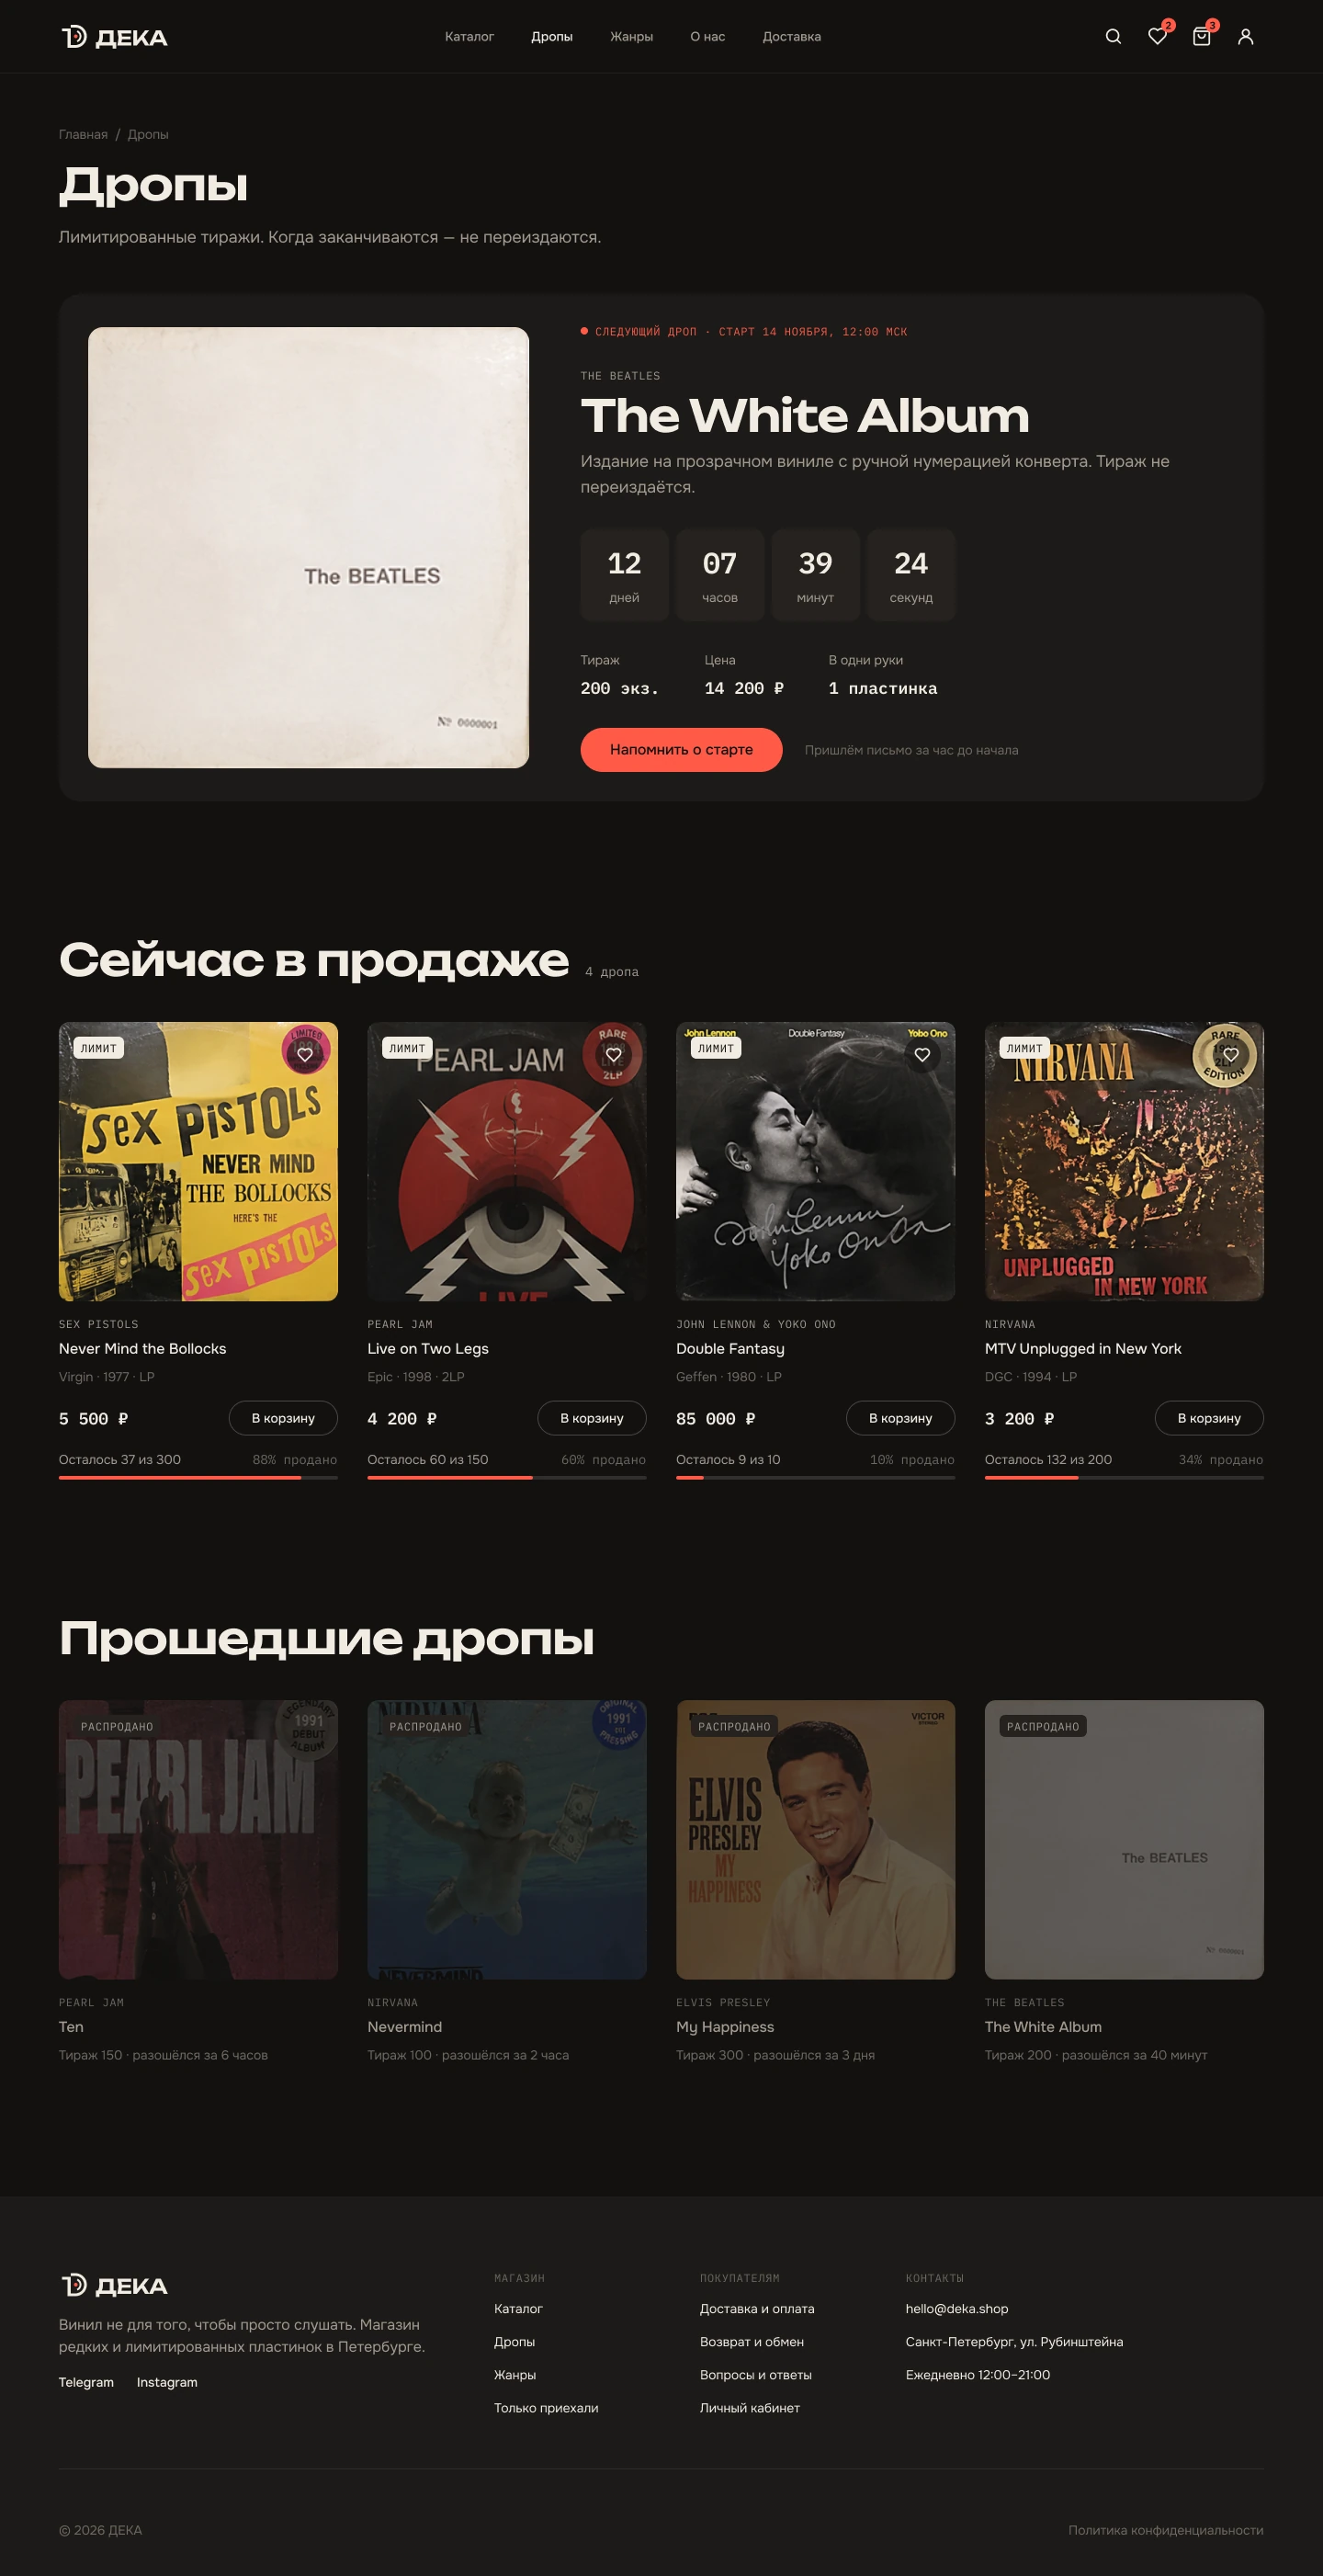 ДЕКА
Каталог
Дропы
Жанры
О нас
Доставка
2
3
Главная / Дропы
Дропы
Лимитированные тиражи. Когда заканчиваются — не переиздаются.
The BEATLES
№ 0000001
СЛЕДУЮЩИЙ ДРОП · СТАРТ 14 НОЯБРЯ, 12:00 МСК
THE BEATLES
The White Album
Издание на прозрачном виниле с ручной нумерацией конверта. Тираж не
переиздаётся.
12
07
39
24
дней
часов
минут
секунд
Тираж
Цена
В одни руки
200 экз.
14 200 ₽
1 пластинка
Напомнить о старте
Пришлём письмо за час до начала
Сейчас в продаже
4 дропа
ЛИМИТ
LIMITED
SEX PISTOLS
NEVER MIND
THE BOLLOCKS
HERE'S THE
SEX PISTOLS
SEX PISTOLS
Never Mind the Bollocks
Virgin · 1977 · LP
5 500 ₽
В корзину
Осталось 37 из 300
88% продано
ЛИМИТ
RARE
2LP
PEARL JAM
LIVE
PEARL JAM
Live on Two Legs
Epic · 1998 · 2LP
4 200 ₽
В корзину
Осталось 60 из 150
60% продано
John Lennon
Double Fantasy
Yobo Ono
ЛИМИТ
John Lennon
Yoko Ono
JOHN LENNON & YOKO ONO
Double Fantasy
Geffen · 1980 · LP
85 000 ₽
В корзину
Осталось 9 из 10
10% продано
ЛИМИТ
RARE
EDITION
NIRVANA
UNPLUGGED
IN NEW YORK
NIRVANA
MTV Unplugged in New York
DGC · 1994 · LP
3 200 ₽
В корзину
Осталось 132 из 200
34% продано
Прошедшие дропы
РАСПРОДАНО
LEGENDARY
1991
DEBUT
ALBUM
PEARL JAM
PEARL JAM
Ten
Тираж 150 · разошёлся за 6 часов
NIRVANA
РАСПРОДАНО
ORIGINAL
1991
PRESSING
NEVERMIND
NIRVANA
Nevermind
Тираж 100 · разошёлся за 2 часа
РАСПРОДАНО
VICTOR
ELVIS
PRESLEY
MY
HAPPINESS
ELVIS PRESLEY
My Happiness
Тираж 300 · разошёлся за 3 дня
РАСПРОДАНО
The BEATLES
THE BEATLES
The White Album
Тираж 200 · разошёлся за 40 минут
ДЕКА
Винил не для того, чтобы просто слушать. Магазин
редких и лимитированных пластинок в Петербурге.
Telegram
Instagram
МАГАЗИН
Каталог
Дропы
Жанры
Только приехали
ПОКУПАТЕЛЯМ
Доставка и оплата
Возврат и обмен
Вопросы и ответы
Личный кабинет
КОНТАКТЫ
hello@deka.shop
Санкт-Петербург, ул. Рубинштейна
Ежедневно 12:00–21:00
© 2026 ДЕКА
Политика конфиденциальности